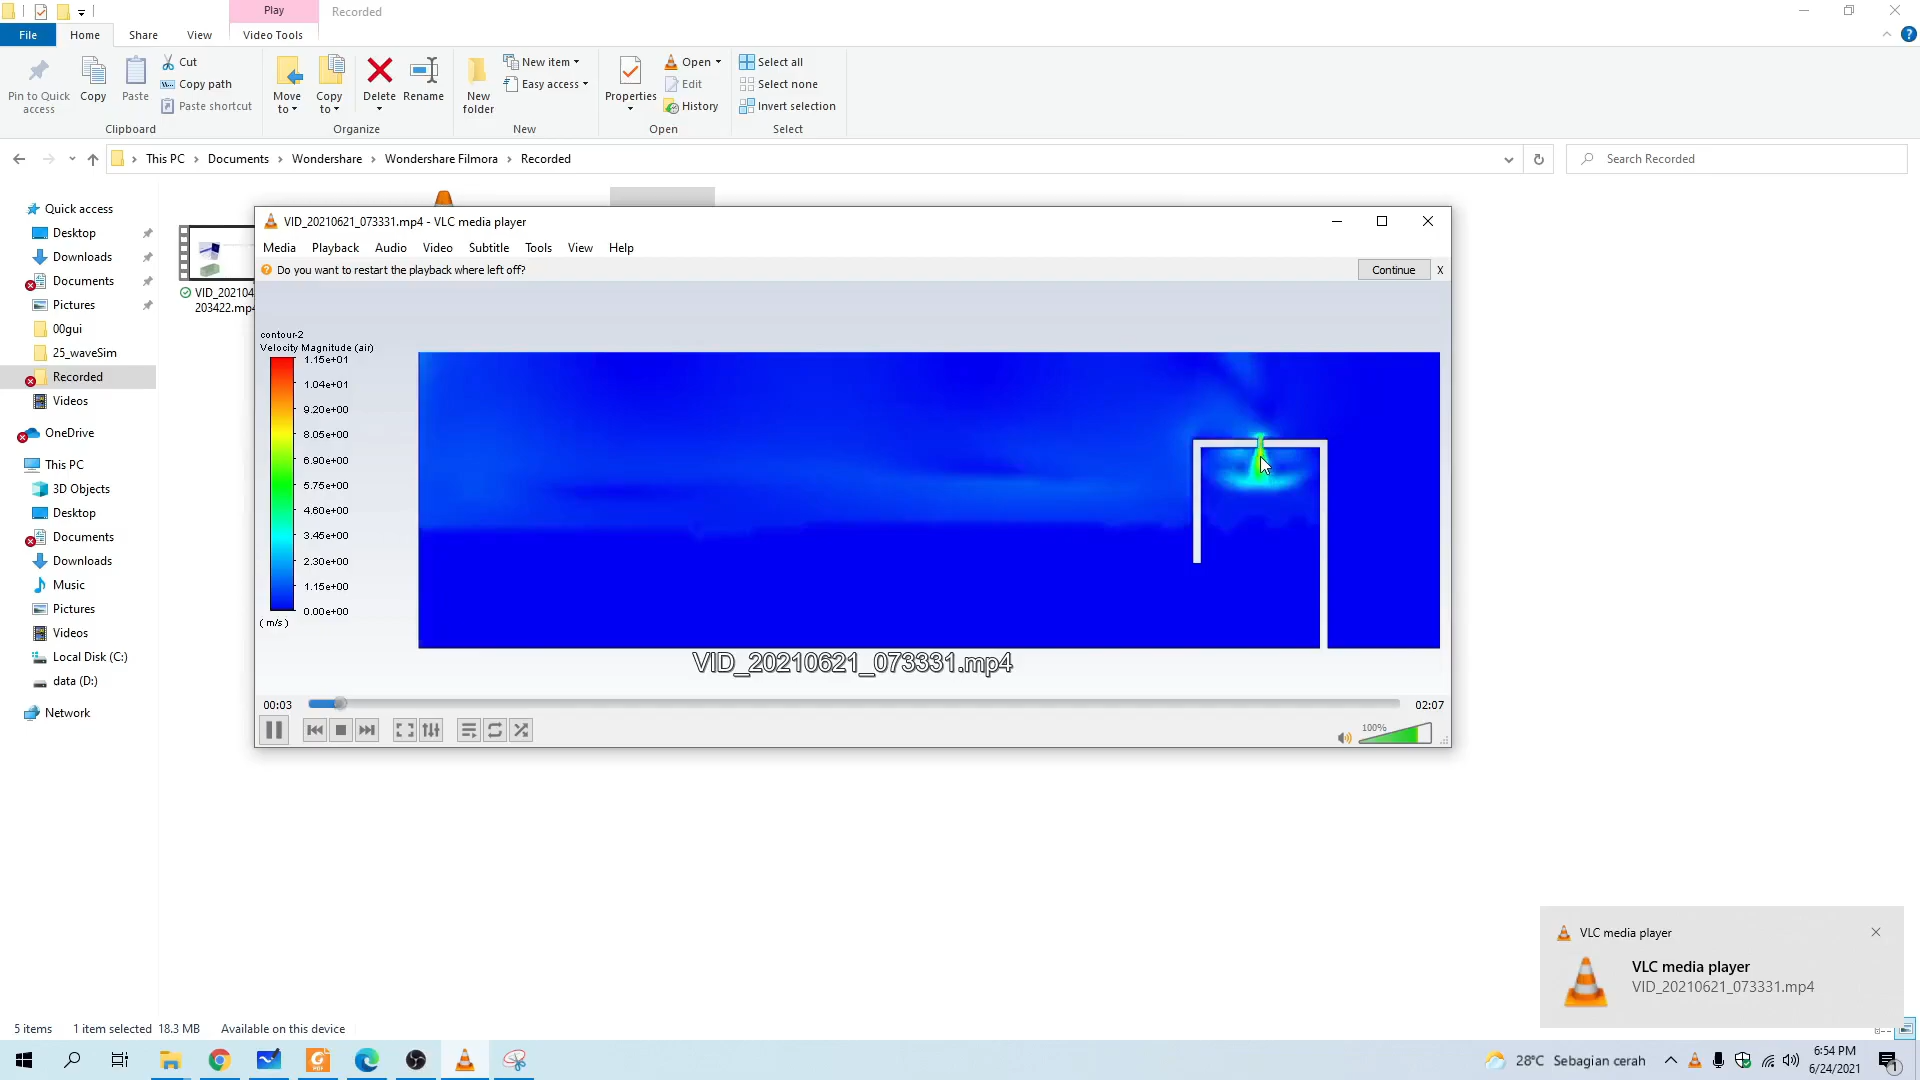 Play
Recorded
File
Home
Share
View
Video Tools
Pin to Quick access
Copy
Paste
Cut
Copy path
Paste shortcut
Clipboard
Move to
Copy to
Delete
Rename
Organize
New folder
New item
Easy access
New
Properties
Open
Edit
History
Open
Select all
Select none
Invert selection
Select
This PC > Documents > Wondershare > Wondershare Filmora > Recorded
Search Recorded
Quick access
Desktop
Downloads
Documents
Pictures
00gui
25_waveSim
Recorded
Videos
OneDrive
This PC
3D Objects
Desktop
Documents
Downloads
Music
Pictures
Videos
Local Disk (C:)
data (D:)
Network
VID_202104
203422.mp4
VID_20210621_073331.mp4 - VLC media player
Media
Playback
Audio
Video
Subtitle
Tools
View
Help
Do you want to restart the playback where left off?
Continue
X
contour-2
Velocity Magnitude (air)
1.15e+01
1.04e+01
9.20e+00
8.05e+00
6.90e+00
5.75e+00
4.60e+00
3.45e+00
2.30e+00
1.15e+00
0.00e+00
( m/s )
VID_20210621_073331.mp4
00:03
02:07
100%
VLC media player
VLC media player
VID_20210621_073331.mp4
5 items
1 item selected 18.3 MB
Available on this device
28°C Sebagian cerah
6:54 PM
6/24/2021
1